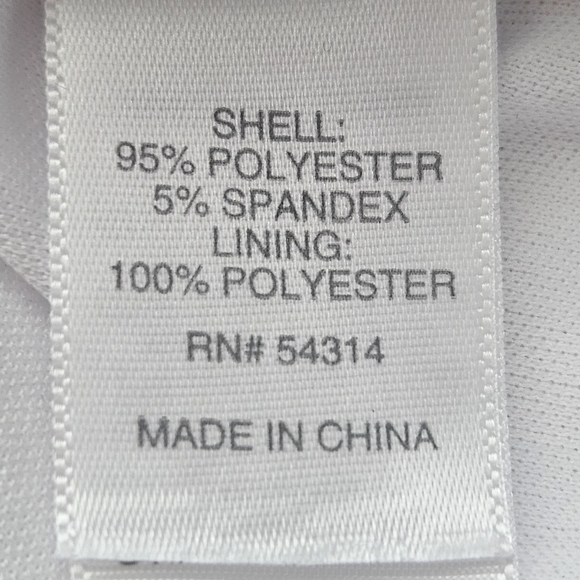 SHELL:
95% POLYESTER
5% SPANDEX
LINING:
100% POLYESTER
RN# 54314
MADE IN CHINA